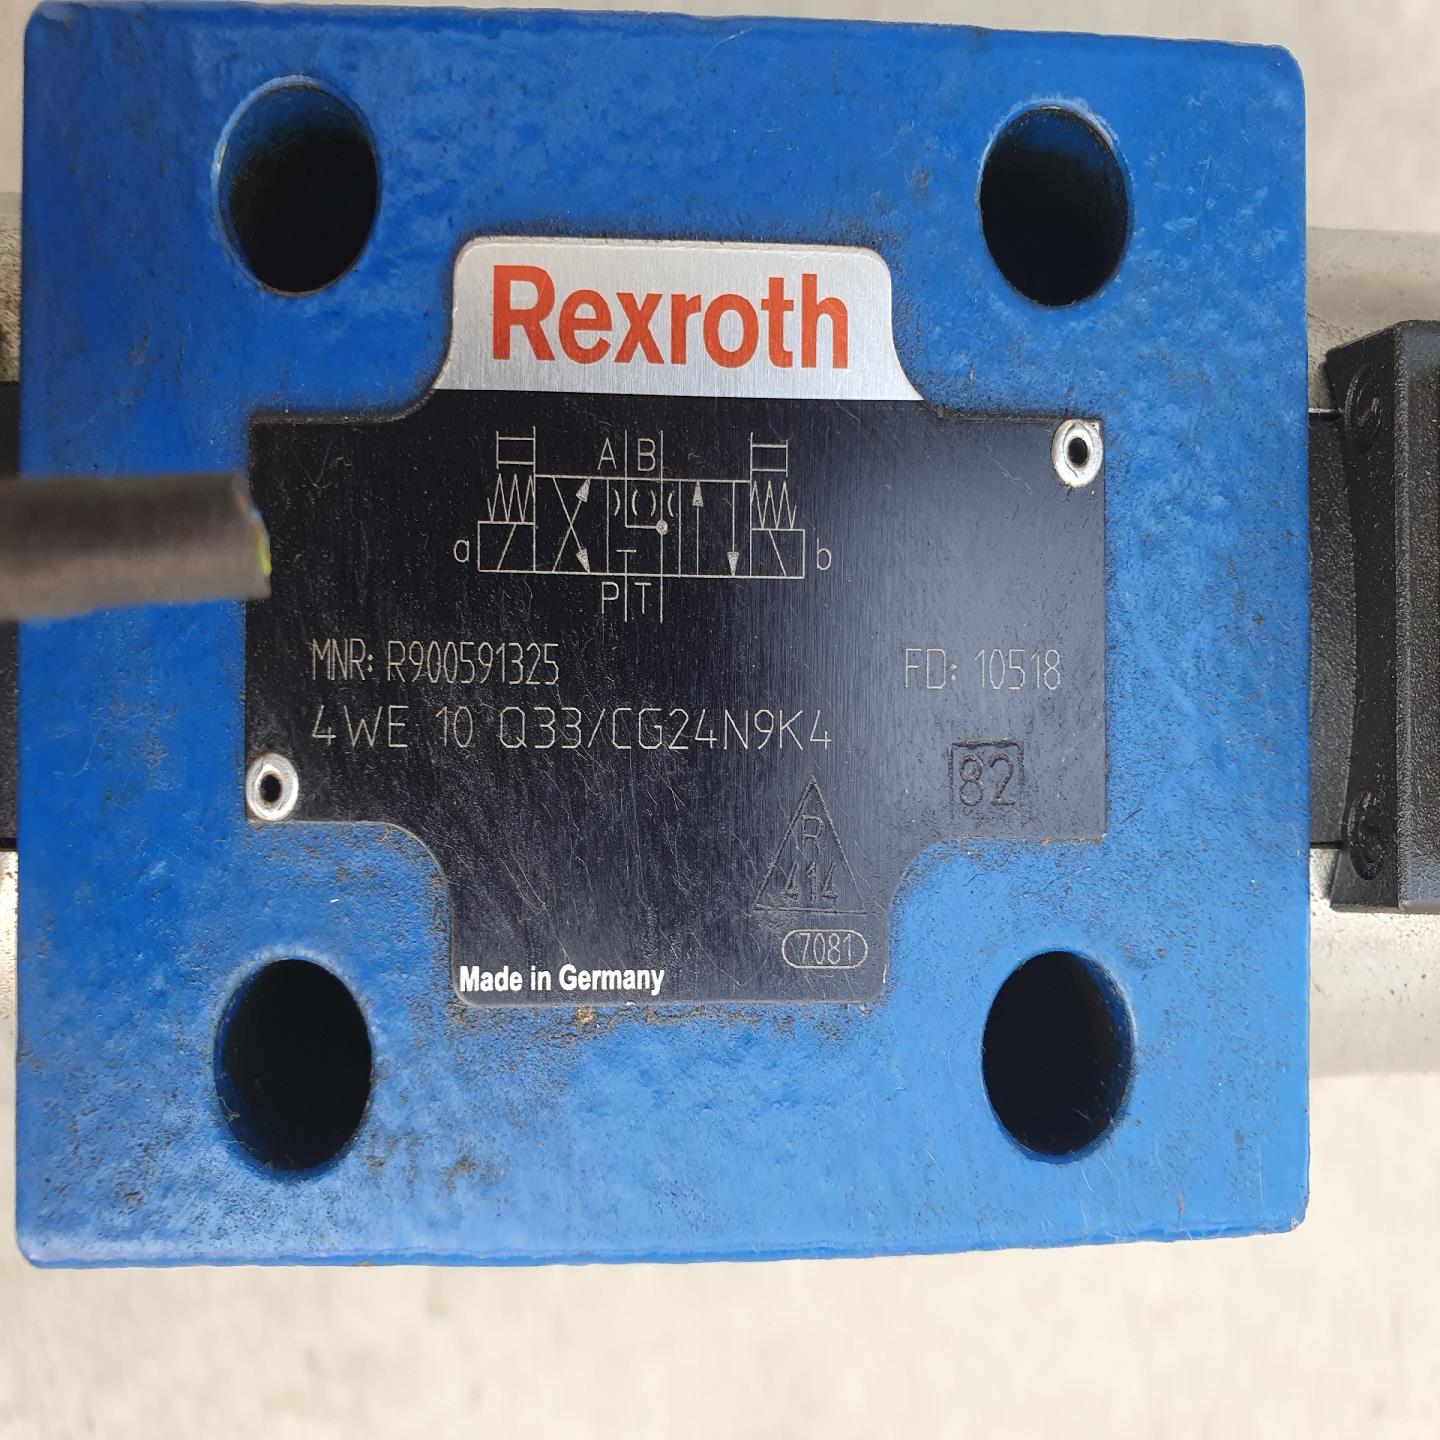 Rexroth
A B
a b
P T
MNR: R900591325 FD: 10518
4WE 10 Q33/CG24N9K4
82
R
414
7081
Made in Germany